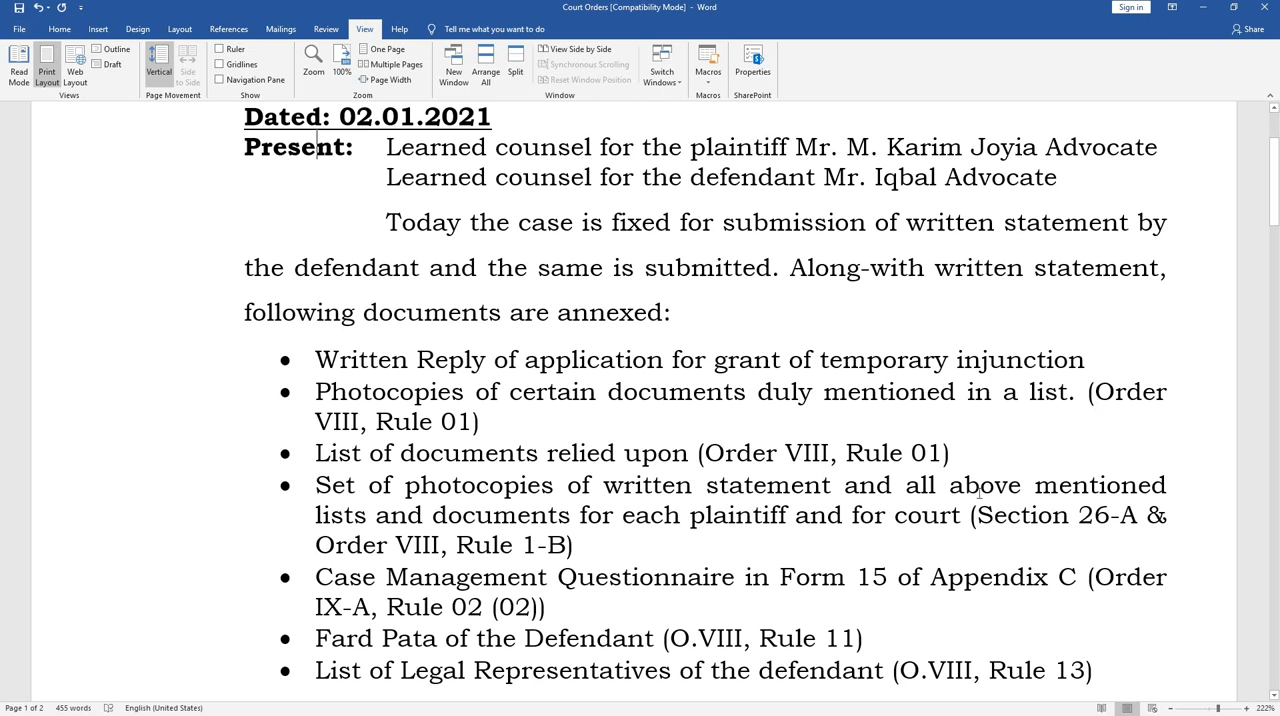 Court Orders [Compatibility Mode] - Word
Sign in
File Home Insert Draw Design Layout References Mailings Review View Help Tell me what you want to do Share
Read Mode
Print Layout
Web Layout
Outline
Draft
Views
Vertical
Side to Side
Page Movement
Ruler
Gridlines
Navigation Pane
Show
Zoom
100%
One Page
Multiple Pages
Page Width
Zoom
New Window
Arrange All
Split
View Side by Side
Synchronous Scrolling
Reset Window Position
Window
Switch Windows
Macros
Macros
Properties
SharePoint
Dated: 02.01.2021
Present: Learned counsel for the plaintiff Mr. M. Karim Joyia Advocate
Learned counsel for the defendant Mr. Iqbal Advocate
Today the case is fixed for submission of written statement by
the defendant and the same is submitted. Along-with written statement,
following documents are annexed:
• Written Reply of application for grant of temporary injunction
• Photocopies of certain documents duly mentioned in a list. (Order
VIII, Rule 01)
• List of documents relied upon (Order VIII, Rule 01)
• Set of photocopies of written statement and all above mentioned
lists and documents for each plaintiff and for court (Section 26-A &
Order VIII, Rule 1-B)
• Case Management Questionnaire in Form 15 of Appendix C (Order
IX-A, Rule 02 (02))
• Fard Pata of the Defendant (O.VIII, Rule 11)
• List of Legal Representatives of the defendant (O.VIII, Rule 13)
Page 1 of 2 455 words English (United States) 222%